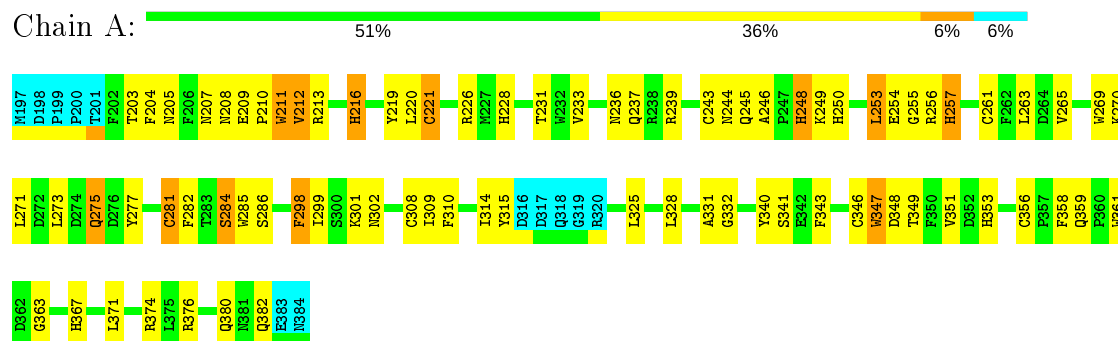 Chain A:
51% 36% 6% 6%
M197 D198 P199 P200 T201 F202 T203 F204 N205 F206 N207 N208 E209 P210 W211 V212 R213 H216 Y219 L220 C221 R226 M227 H228 T231 W232 V233 N236 Q237 R238 R239 C243 N244 Q245 A246 P247 H248 K249 H250 L253 E254 G255 R256 H257 C261 F262 L263 D264 V265 W269 K270
L271 D272 L273 D274 Q275 D276 Y277 C281 F282 T283 S284 W285 S286 F298 I299 S300 K301 N302 C308 I309 F310 I314 Y315 D316 D317 Q318 G319 R320 L325 L328 A331 G332 Y340 S341 E342 F343 C346 W347 D348 T349 F350 V351 D352 H353 C356 P357 F358 Q359 P360 W361
D362 G363 H367 L371 R374 L375 R376 Q380 N381 Q382 E383 N384